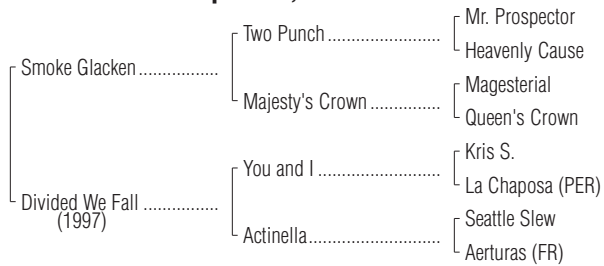 Mr. Prospector
Two Punch
Heavenly Cause
Smoke Glacken
Magesterial
Majesty's Crown
Queen's Crown
Kris S.
You and I
La Chaposa (PER)
Divided We Fall
(1997)
Seattle Slew
Actinella
Aerturas (FR)